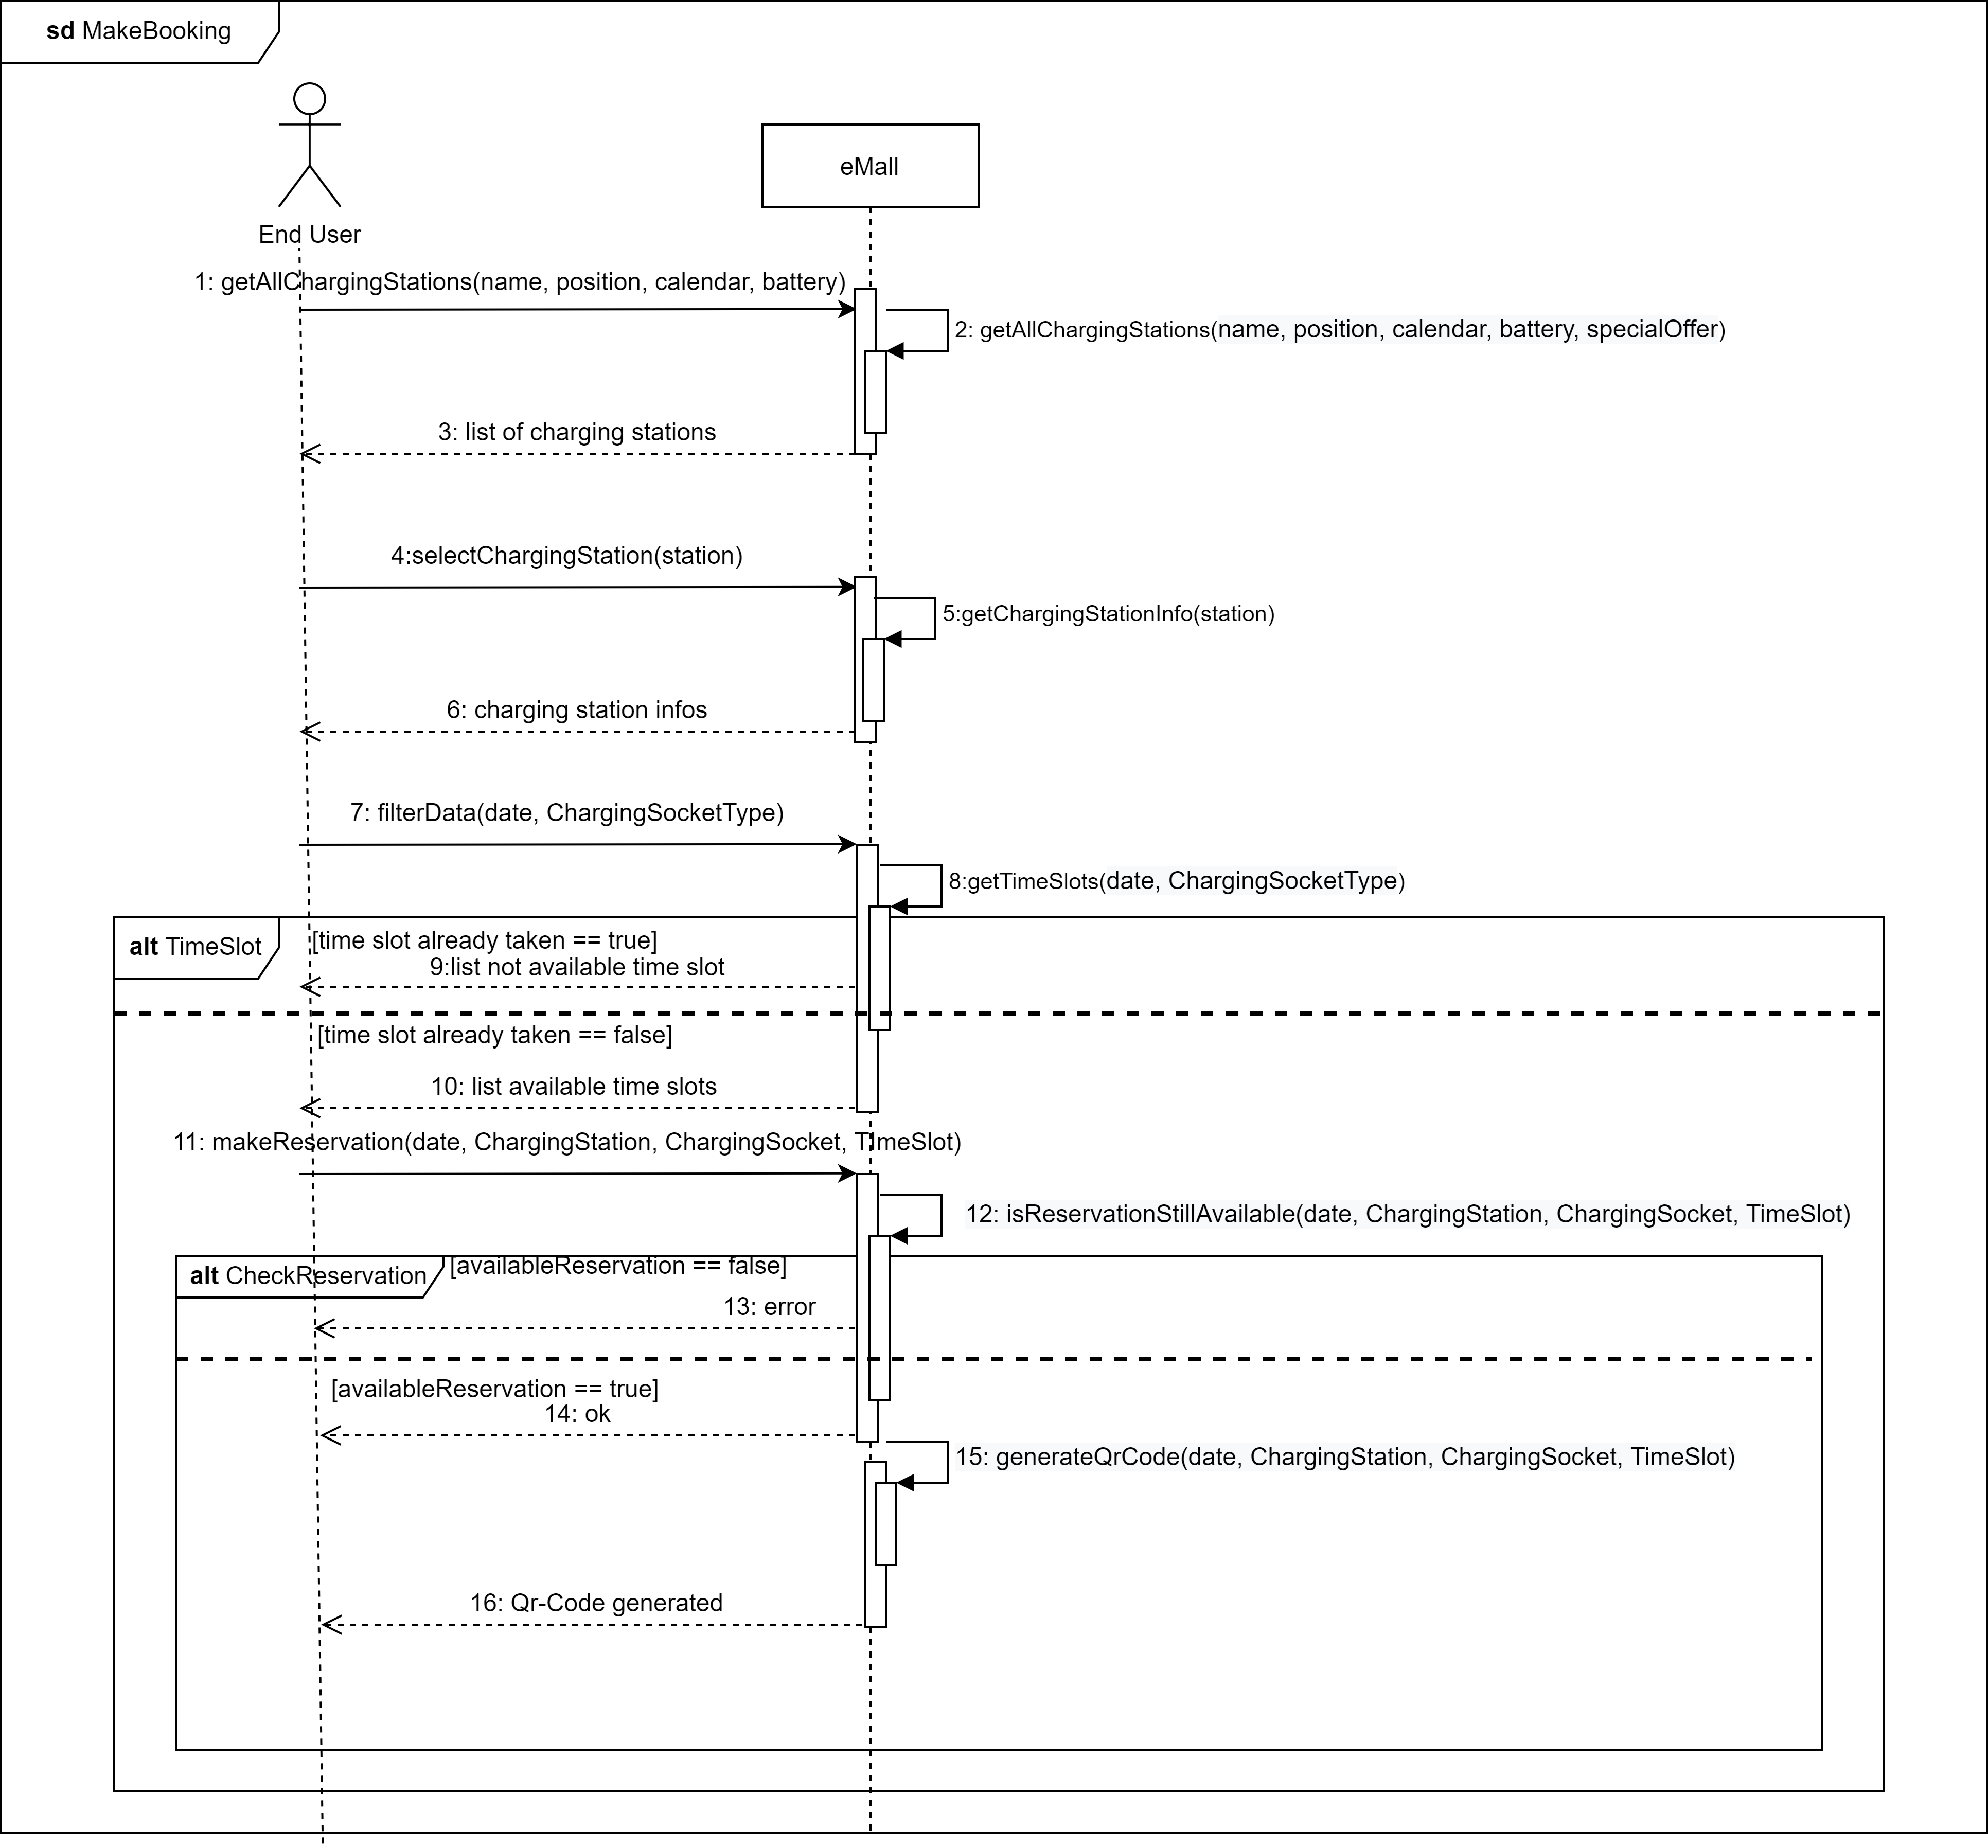 sd MakeBooking
eMall
End User
1: getAllChargingStations(name, position, calendar, battery)
2: getAllChargingStations(name, position, calendar, battery, specialOffer)
3: list of charging stations
4:selectChargingStation(station)
5:getChargingStationInfo(station)
6: charging station infos
7: filterData(date, ChargingSocketType)
8:getTimeSlots(date, ChargingSocketType)
alt TimeSlot
[time slot already taken == true]
9:list not available time slot
[time slot already taken == false]
10: list available time slots
11: makeReservation(date, ChargingStation, ChargingSocket, TImeSlot)
12: isReservationStillAvailable(date, ChargingStation, ChargingSocket, TimeSlot)
alt CheckReservation
[availableReservation == false]
13: error
[availableReservation == true]
14: ok
15: generateQrCode(date, ChargingStation, ChargingSocket, TimeSlot)
16: Qr-Code generated